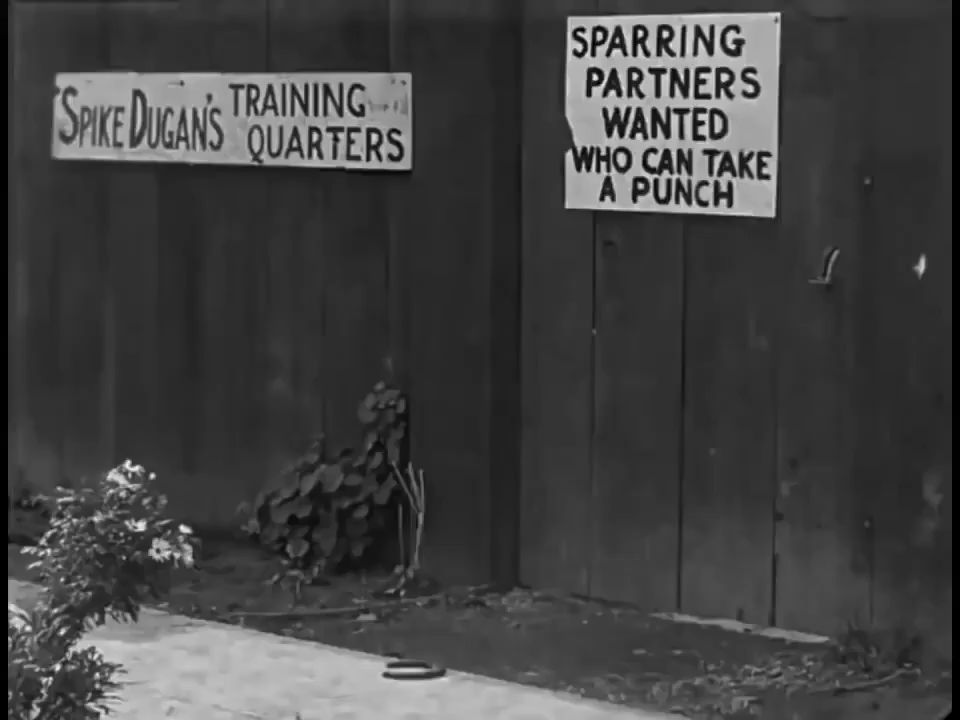 SPIKE DUGAN'S TRAINING
QUARTERS
SPARRING
PARTNERS
WANTED
WHO CAN TAKE
A PUNCH